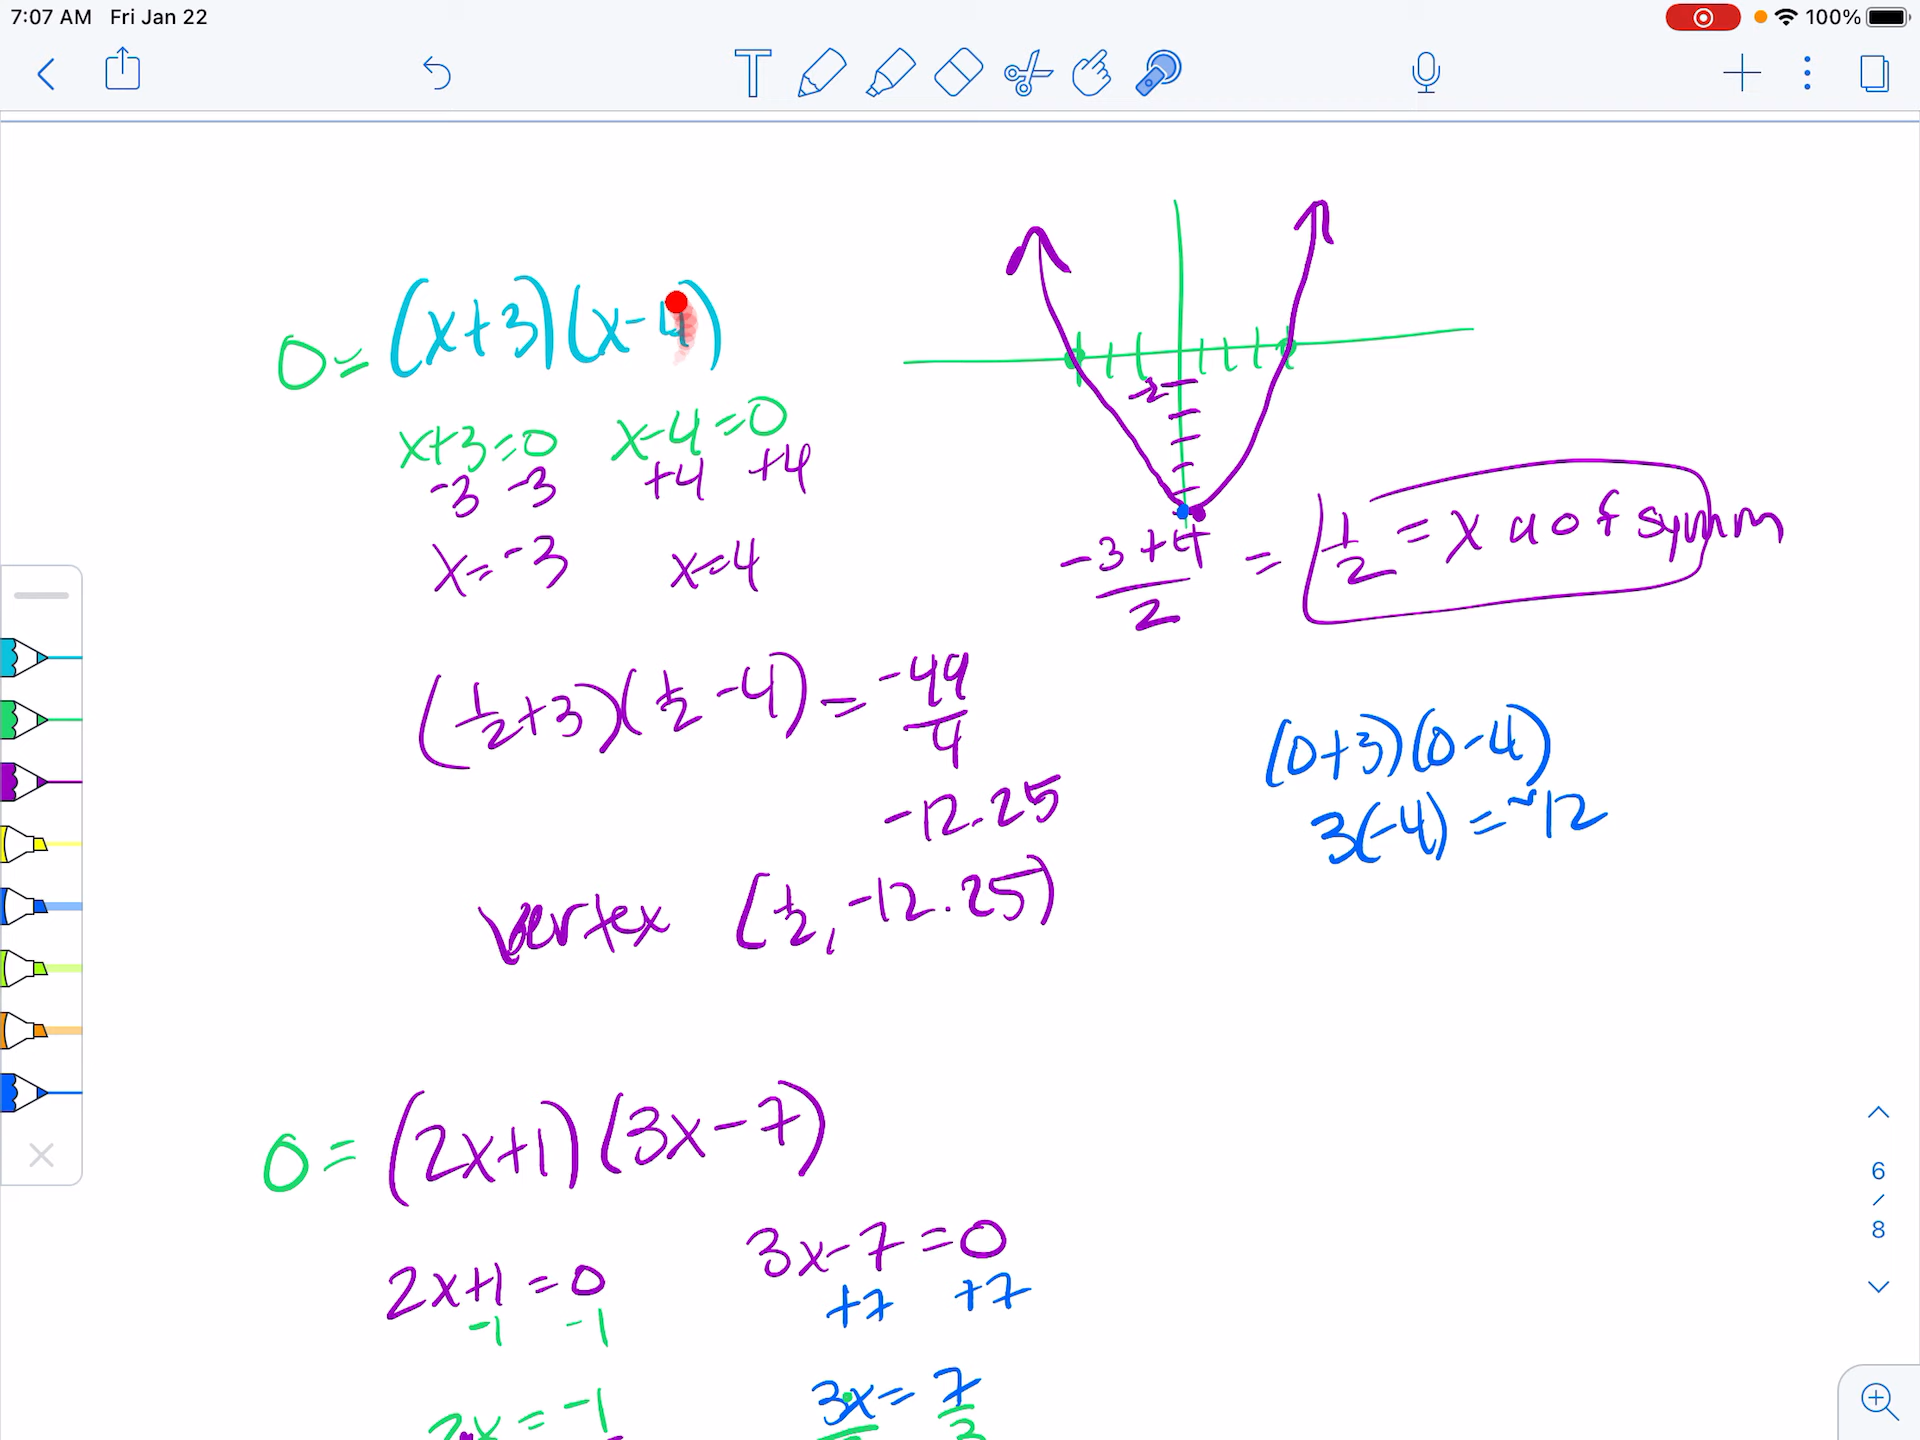 7:07 AM Fri Jan 22 100%
T
0 = (x+3)(x-4)
x+3=0 x-4=0
-3 -3 +4 +4
x=-3 x=4
-2
-3+4/2 = 1/2 = x a of symm
(1/2+3)(1/2-4) = -49/4
-12.25
vertex (1/2, -12.25)
(0+3)(0-4)
3(-4) = -12
0 = (2x+1)(3x-7)
2x+1=0 3x-7=0
-1 -1 +7 +7
2x = -1 3x = 7
3
6
/
8